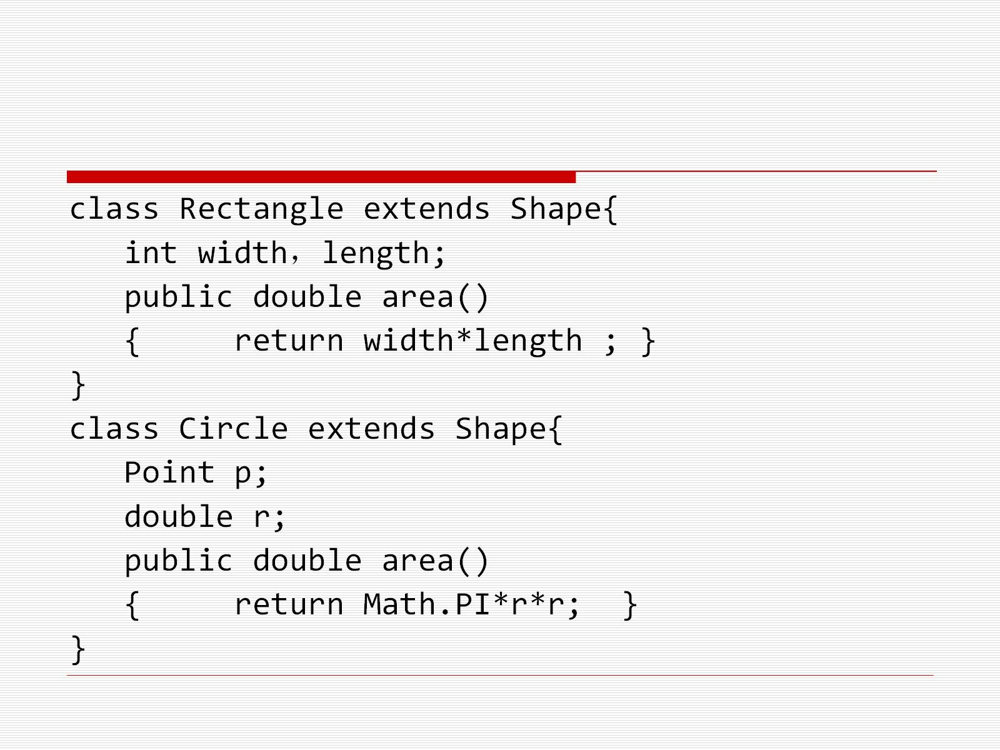 class Rectangle extends Shape{
   int width，length;
   public double area()
   {     return width*length ; }
}
class Circle extends Shape{
   Point p;
   double r;
   public double area()
   {     return Math.PI*r*r;  }
}